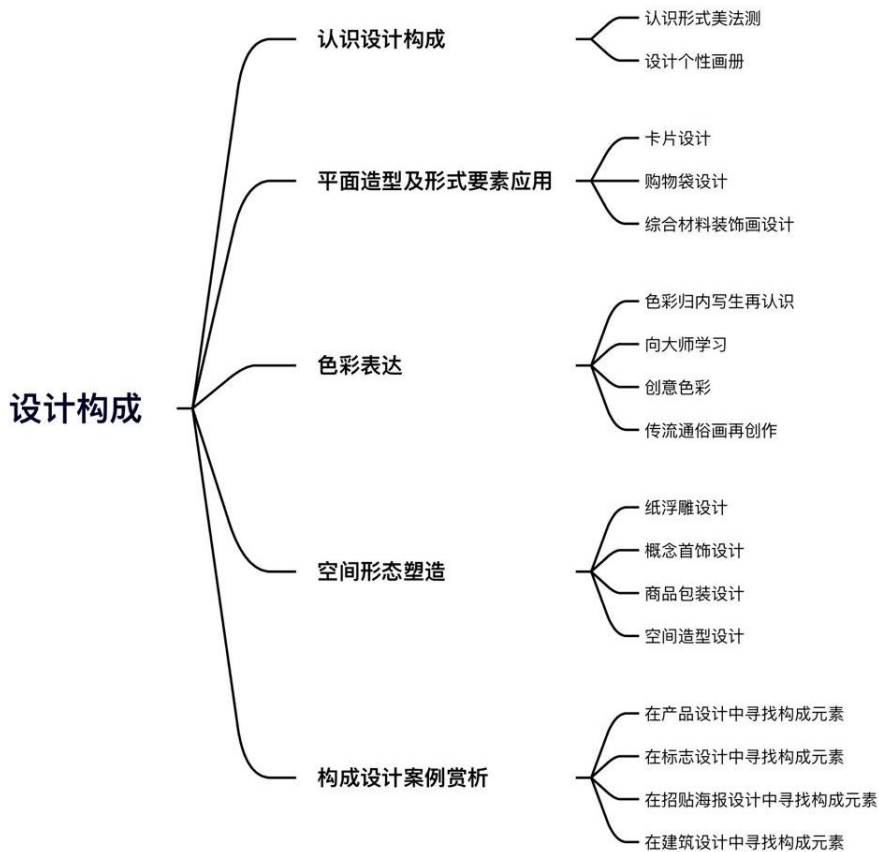 设计构成
认识设计构成
认识形式美法测
设计个性画册
平面造型及形式要素应用
卡片设计
购物袋设计
综合材料装饰画设计
色彩表达
色彩归内写生再认识
向大师学习
创意色彩
传流通俗画再创作
空间形态塑造
纸浮雕设计
概念首饰设计
商品包装设计
空间造型设计
构成设计案例赏析
在产品设计中寻找构成元素
在标志设计中寻找构成元素
在招贴海报设计中寻找构成元素
在建筑设计中寻找构成元素